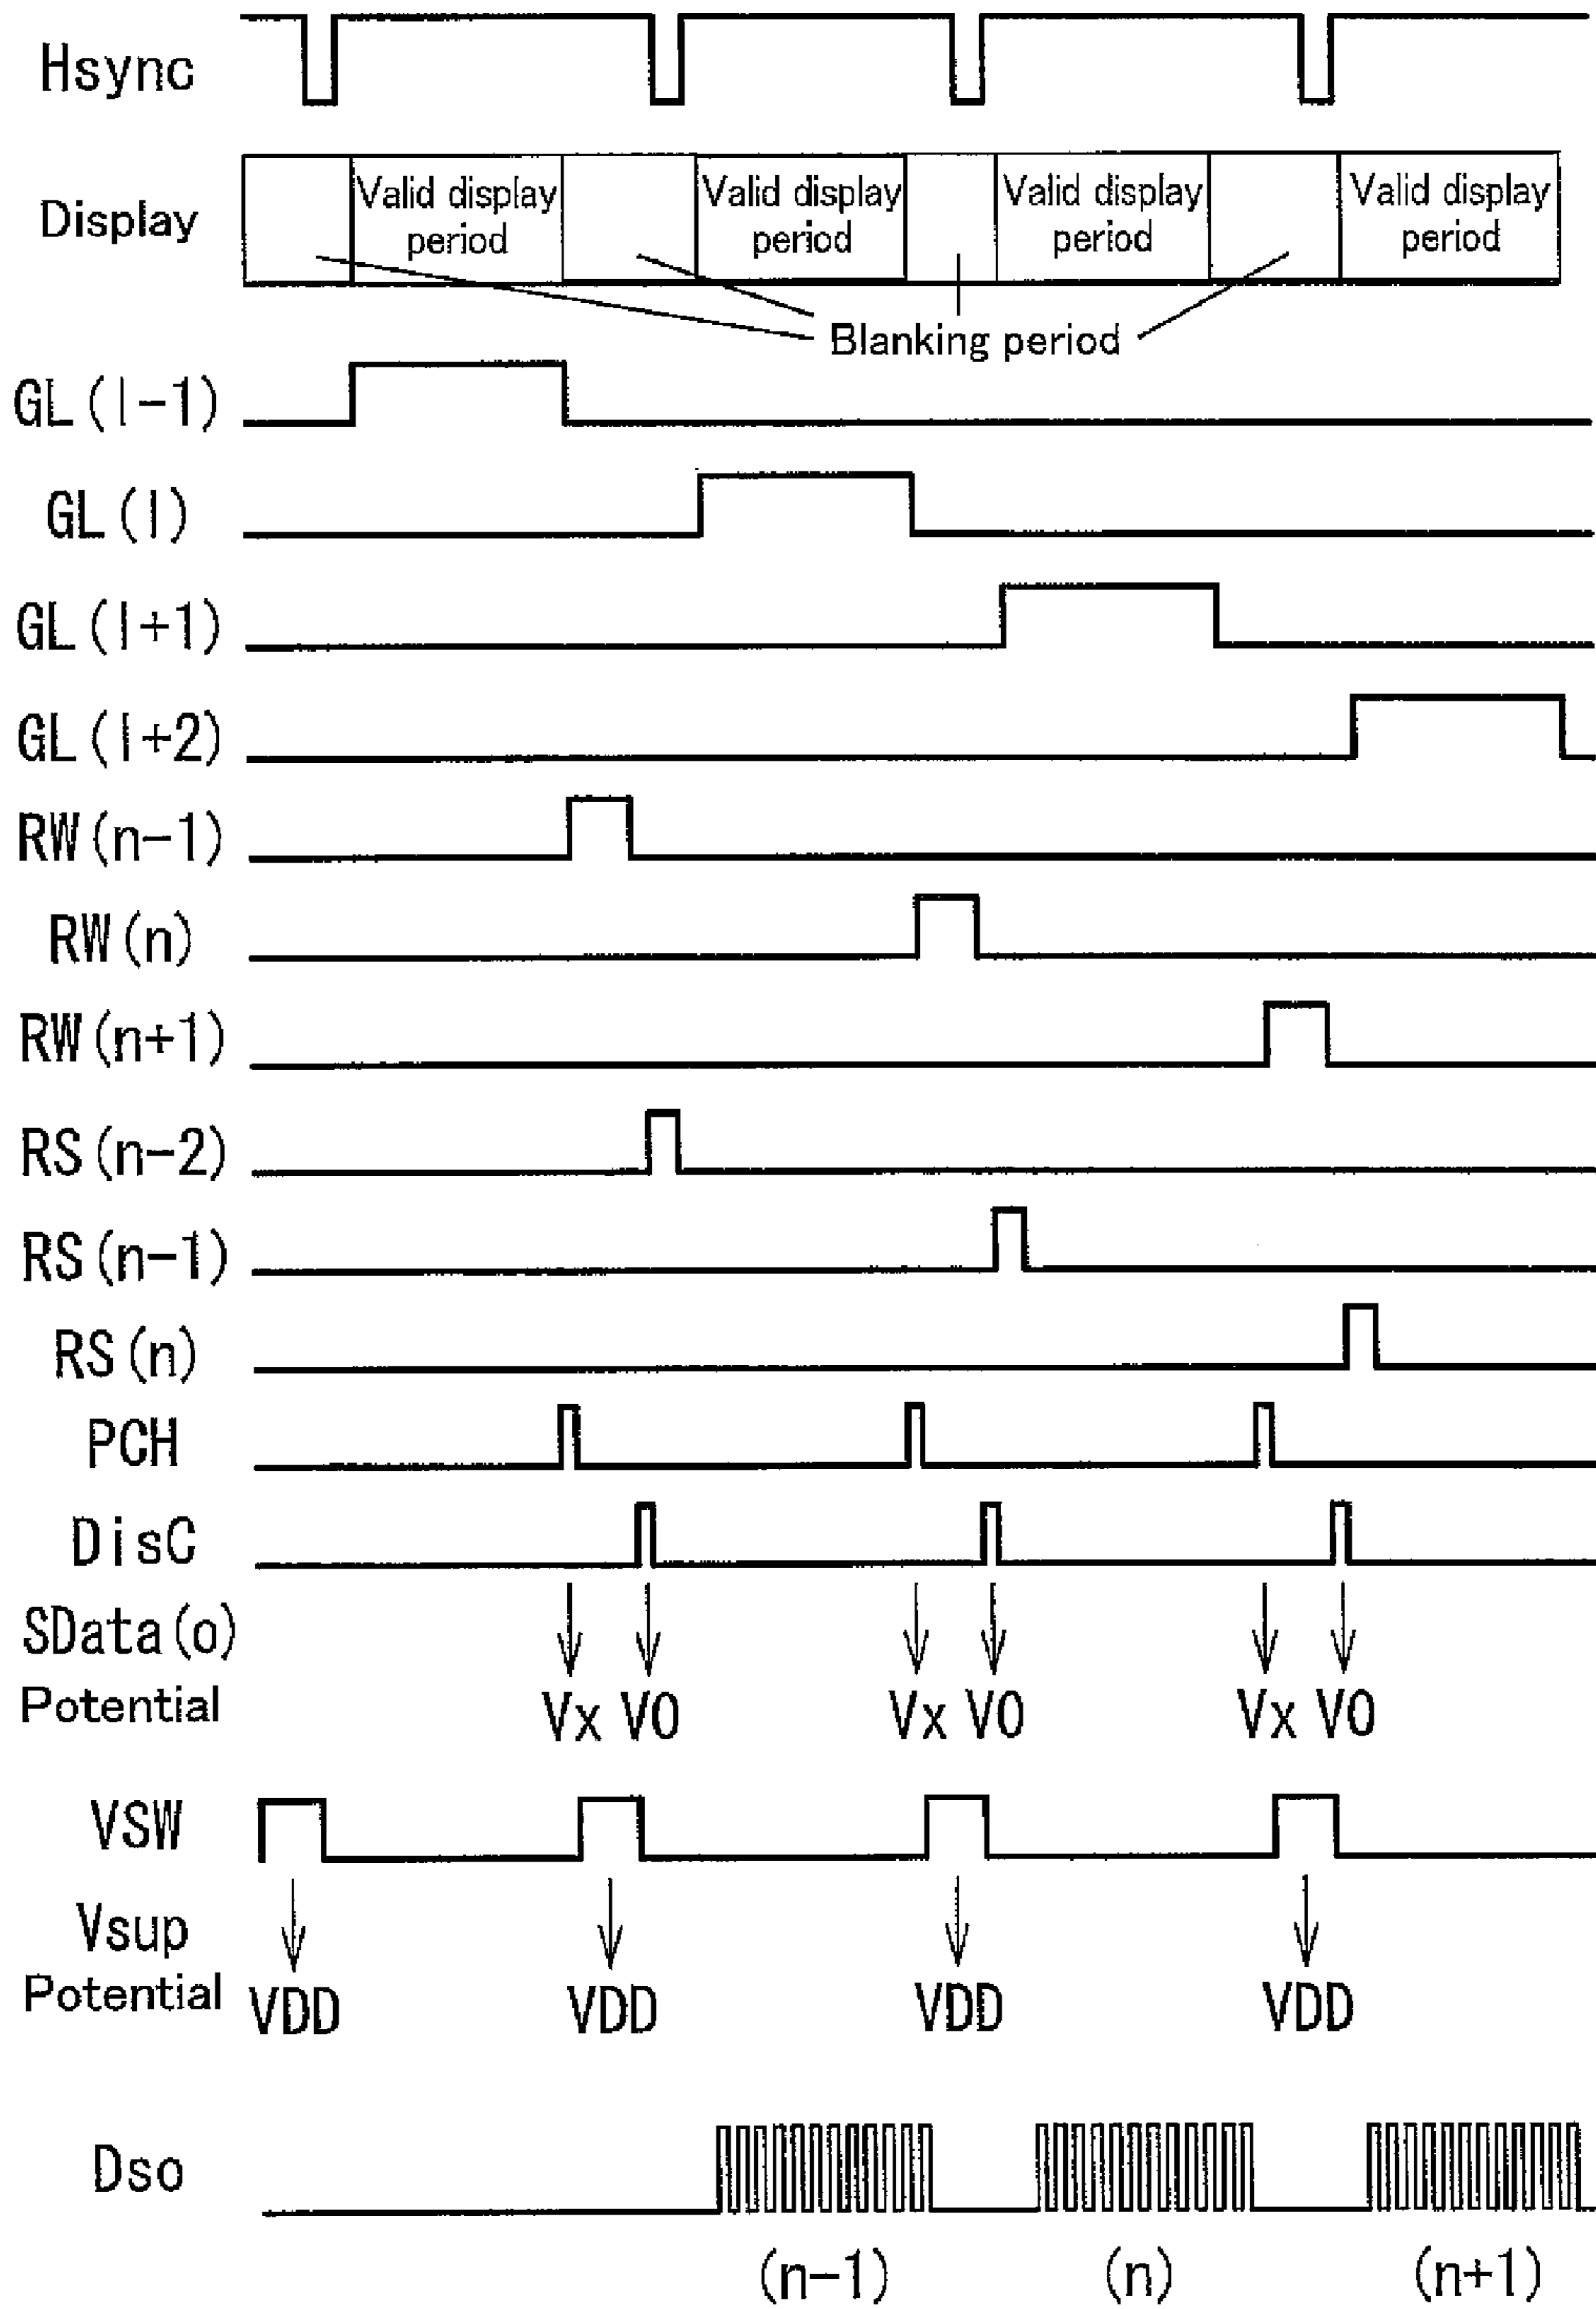 Hsync
Display
Valid display period
Valid display period
Valid display period
Valid display period
Blanking period
GL(l-1)
GL(l)
GL(l+1)
GL(l+2)
RW(n-1)
RW(n)
RW(n+1)
RS(n-2)
RS(n-1)
RS(n)
PCH
DisC
SData(o)
Potential
Vx V0 Vx V0 Vx V0
VSW
Vsup
Potential
VDD VDD VDD VDD
Dso
(n-1) (n) (n+1)